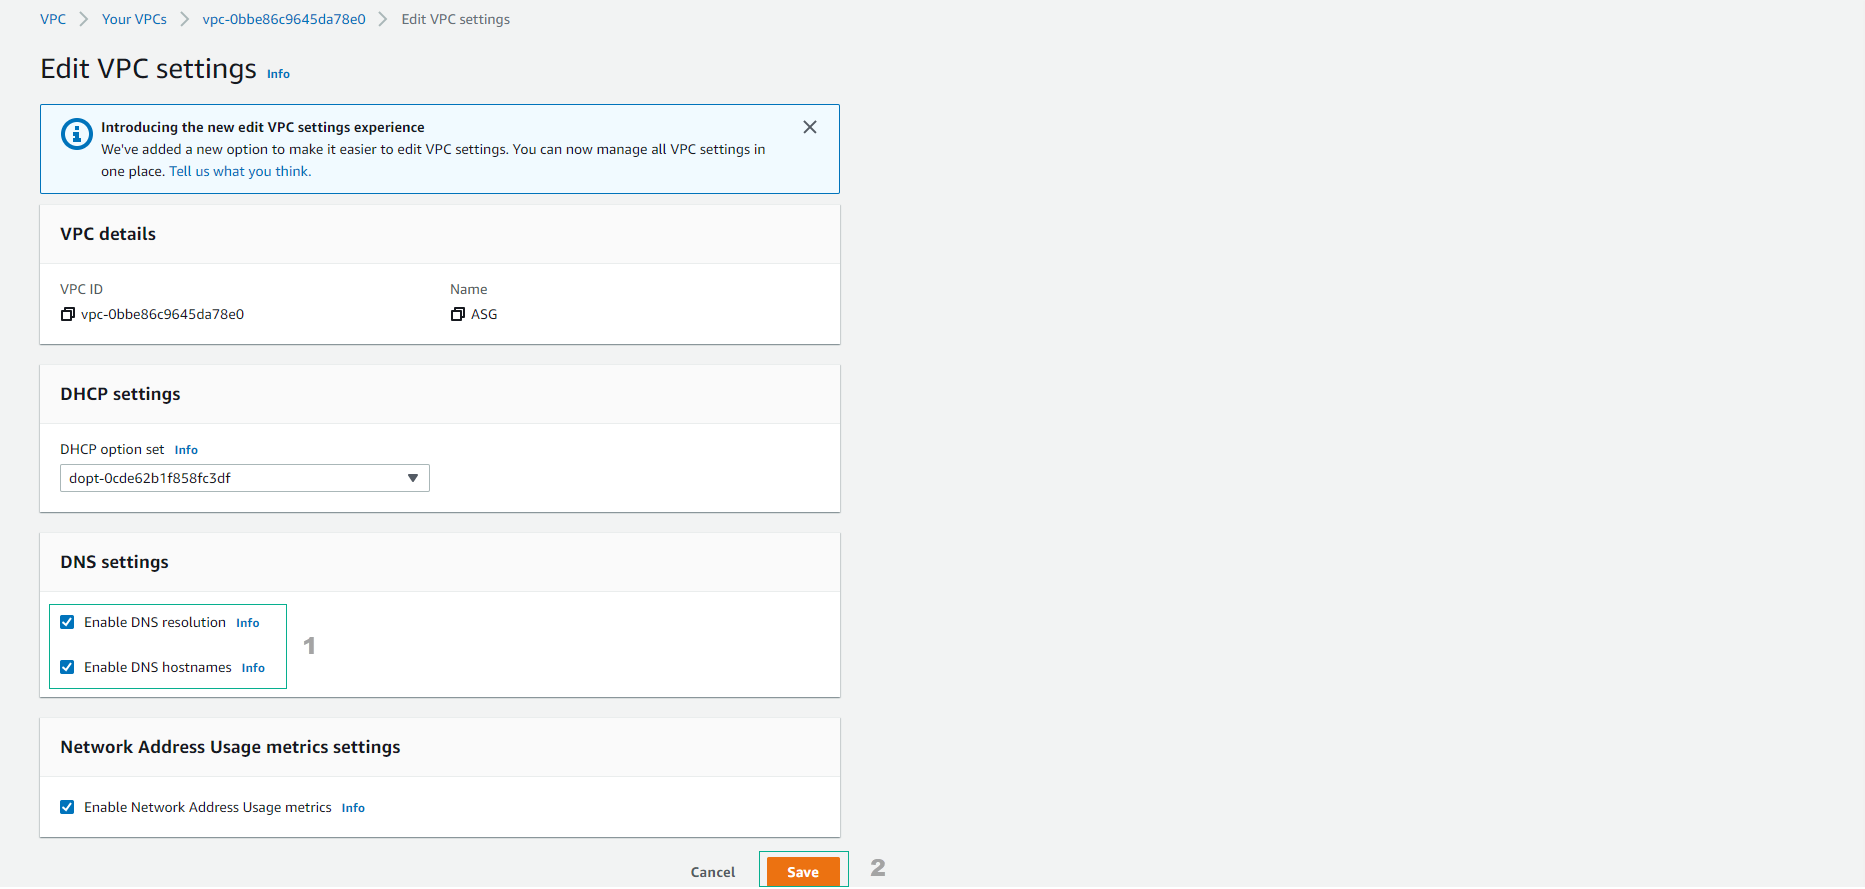 VPC > Your VPCs > vpc-0bbe86c9645da78e0 > Edit VPC settings
Edit VPC settings Info
Introducing the new edit VPC settings experience
We've added a new option to make it easier to edit VPC settings. You can now manage all VPC settings in
one place. Tell us what you think.
VPC details
VPC ID
vpc-0bbe86c9645da78e0
Name
ASG
DHCP settings
DHCP option set Info
dopt-0cde62b1f858fc3df
DNS settings
Enable DNS resolution Info
Enable DNS hostnames Info
1
Network Address Usage metrics settings
Enable Network Address Usage metrics Info
Cancel Save 2